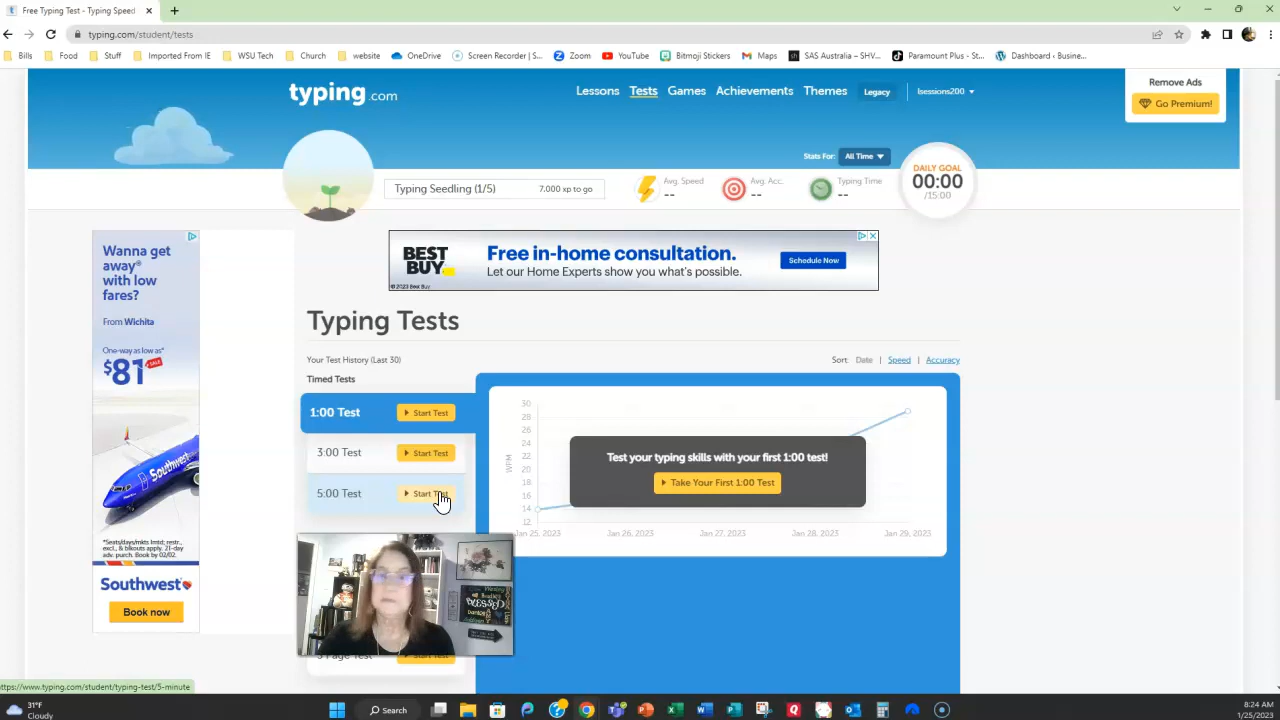 Free Typing Test - Typing Speed
typing.com/student/tests
Bills Food Stuff Imported From IE WSU Tech Church website OneDrive Screen Recorder | S... Zoom YouTube Bitmoji Stickers Maps SAS Australia – SHV... Paramount Plus - St... Dashboard ‹ Busine...
typing.com Lessons Tests Games Achievements Themes Legacy lsessions200
Remove Ads
Go Premium!
Stats For: All Time
Typing Seedling (1/5) 7,000 xp to go
Avg. Speed
--
Avg. Acc.
--
Typing Time
--
DAILY GOAL
00:00
/15:00
Wanna get
away®
with low
fares?
From Wichita
One-way as low as*
$81 SALE
*Seats/days/mkts lmtd; restr.,
excl., & blkouts apply. 21-day
adv. purch. Book by 02/02.
Southwest
Book now
BEST
BUY
© 2023 Best Buy
Free in-home consultation.
Let our Home Experts show you what's possible.
Schedule Now
Typing Tests
Your Test History (Last 30)
Sort: Date | Speed | Accuracy
Timed Tests
1:00 Test Start Test
3:00 Test Start Test
5:00 Test Start Test
30
28
26
24
22
20
18
16
14
12
WPM
Test your typing skills with your first 1:00 test!
Take Your First 1:00 Test
Jan 25, 2023 Jan 26, 2023 Jan 27, 2023 Jan 28, 2023 Jan 29, 2023
BLESSED
Page Test Start Test
https://www.typing.com/student/typing-test/5-minute
31°F
Cloudy
Search
8:24 AM
1/25/2023